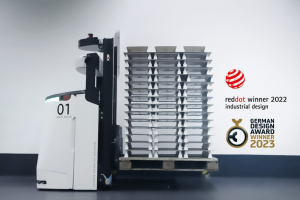 01
reddot winner 2022
industrial design
GERMAN
DESIGN
AWARD
WINNER
2023